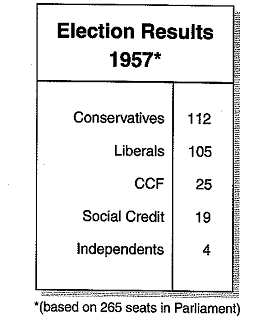 Election Results
1957*
Conservatives 112
Liberals 105
CCF 25
Social Credit 19
Independents 4
*(based on 265 seats in Parliament)